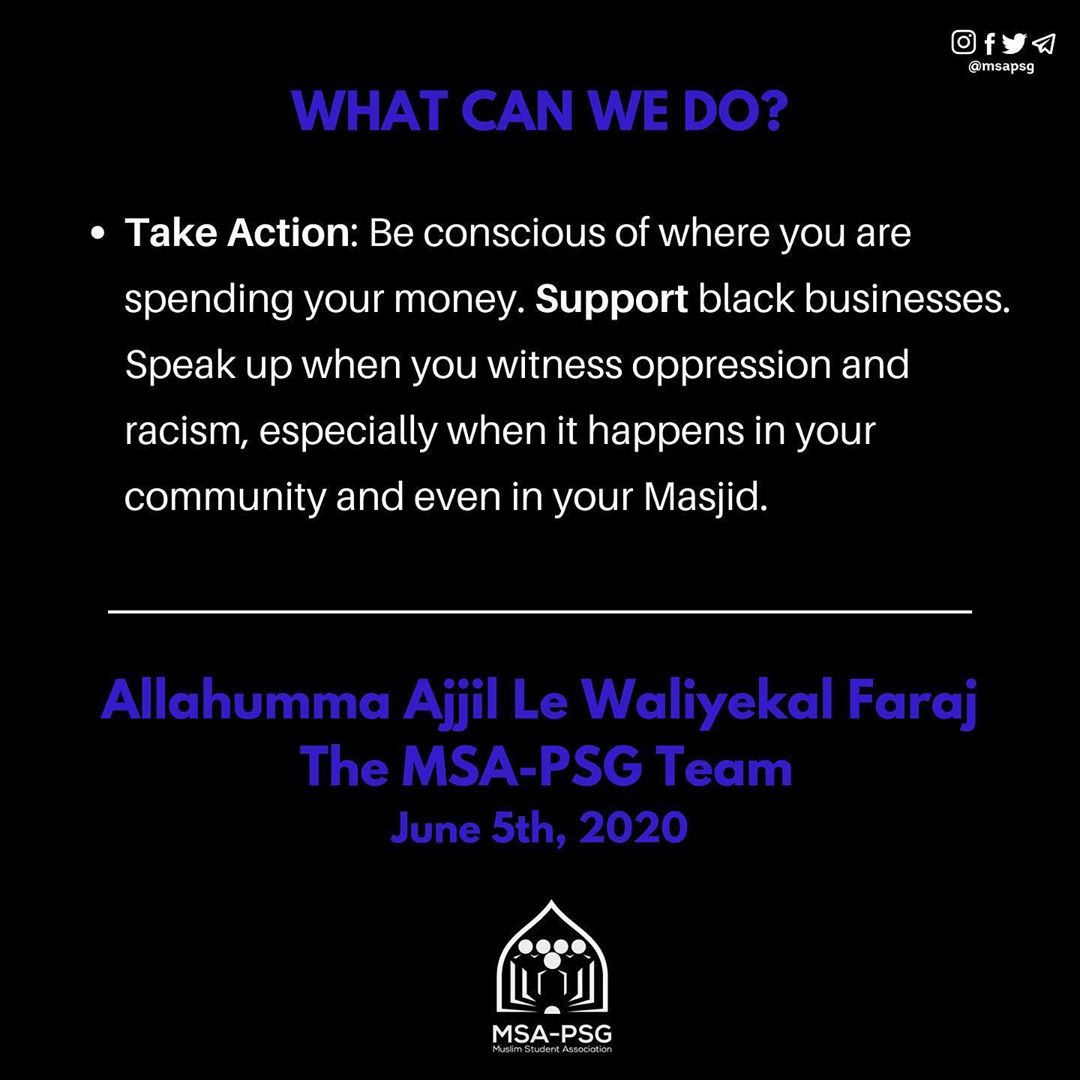 @msapsg
WHAT CAN WE DO?
• Take Action: Be conscious of where you are
spending your money. Support black businesses.
Speak up when you witness oppression and
racism, especially when it happens in your
community and even in your Masjid.
Allahumma Ajjil Le Waliyekal Faraj
The MSA-PSG Team
June 5th, 2020
MSA-PSG
Muslim Student Association